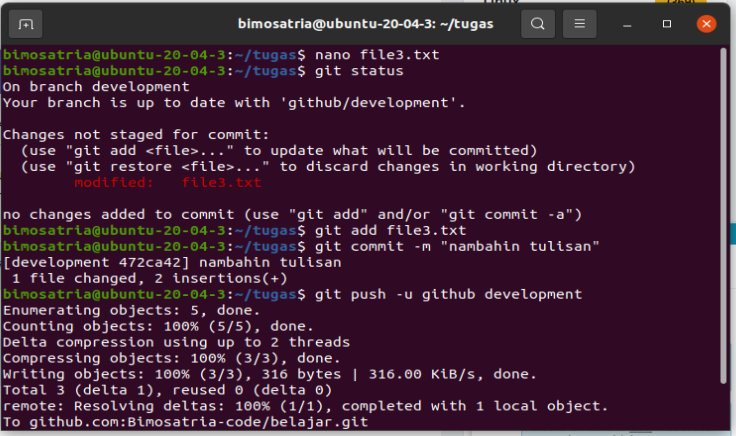 bimosatria@ubuntu-20-04-3: ~/tugas
bimosatria@ubuntu-20-04-3:~/tugas$ nano file3.txt
bimosatria@ubuntu-20-04-3:~/tugas$ git status
On branch development
Your branch is up to date with 'github/development'.
Changes not staged for commit:
(use "git add <file>..." to update what will be committed)
(use "git restore <file>..." to discard changes in working directory)
modified: file3.txt
no changes added to commit (use "git add" and/or "git commit -a")
bimosatria@ubuntu-20-04-3:~/tugas$ git add file3.txt
bimosatria@ubuntu-20-04-3:~/tugas$ git commit -m "nambahin tulisan"
[development 472ca42] nambahin tulisan
1 file changed, 2 insertions(+)
bimosatria@ubuntu-20-04-3:~/tugas$ git push -u github development
Enumerating objects: 5, done.
Counting objects: 100% (5/5), done.
Delta compression using up to 2 threads
Compressing objects: 100% (3/3), done.
Writing objects: 100% (3/3), 316 bytes | 316.00 KiB/s, done.
Total 3 (delta 1), reused 0 (delta 0)
remote: Resolving deltas: 100% (1/1), completed with 1 local object.
To github.com:Bimosatria-code/belajar.git